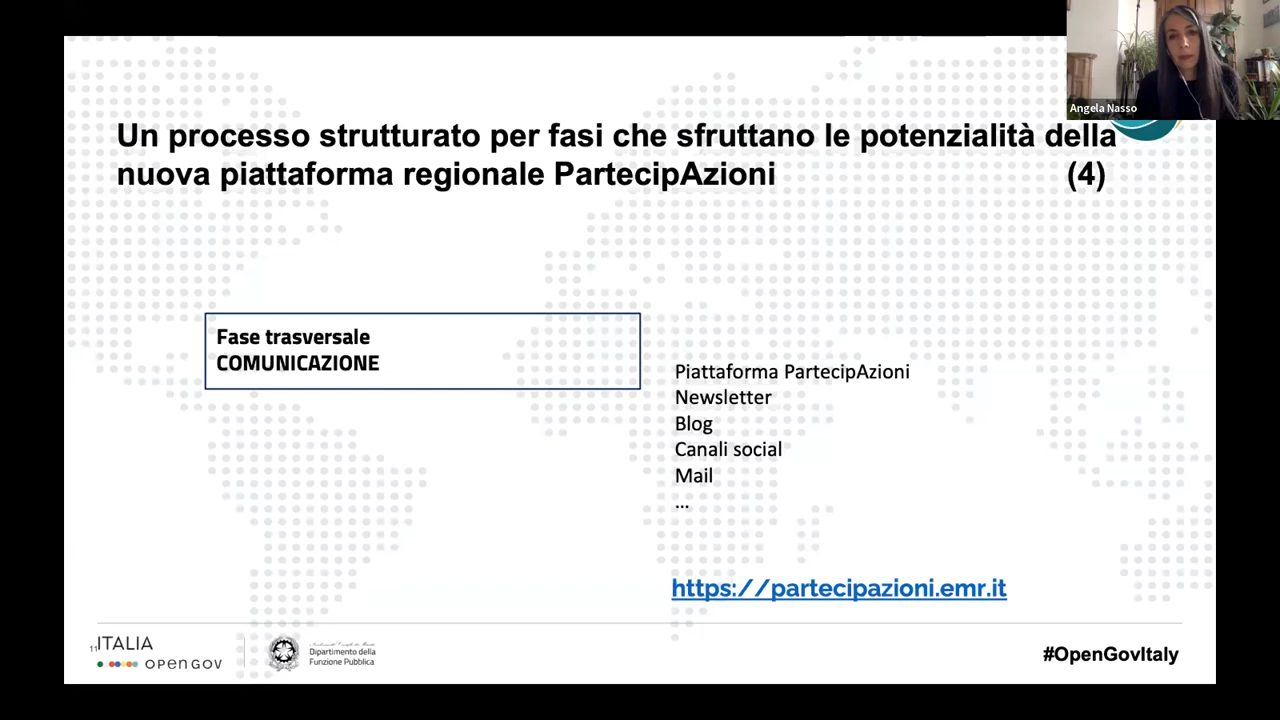 Angela Nasso
Un processo strutturato per fasi che sfruttano le potenzialità della
nuova piattaforma regionale PartecipAzioni (4)
Fase trasversale
COMUNICAZIONE
Piattaforma PartecipAzioni
Newsletter
Blog
Canali social
Mail
...
https://partecipazioni.emr.it
11
ITALIA
OPEN GOV
Dipartimento della
Funzione Pubblica
#OpenGovItaly